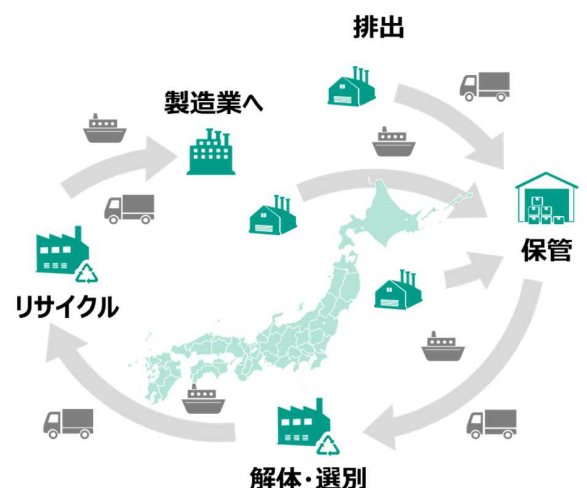 排出
製造業へ
保管
リサイクル
解体・選別